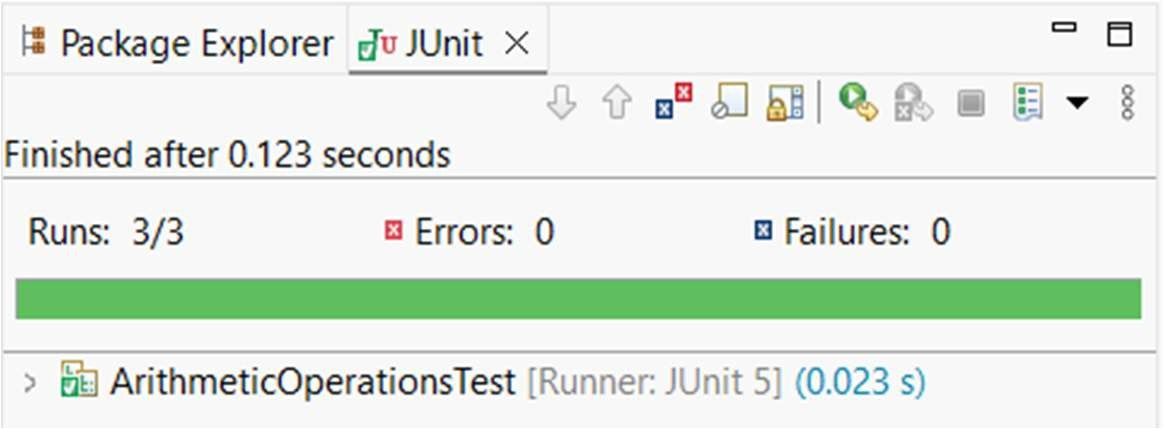 Package Explorer JUnit
Finished after 0.123 seconds
Runs: 3/3 Errors: 0 Failures: 0
ArithmeticOperationsTest [Runner: JUnit 5] (0.023 s)